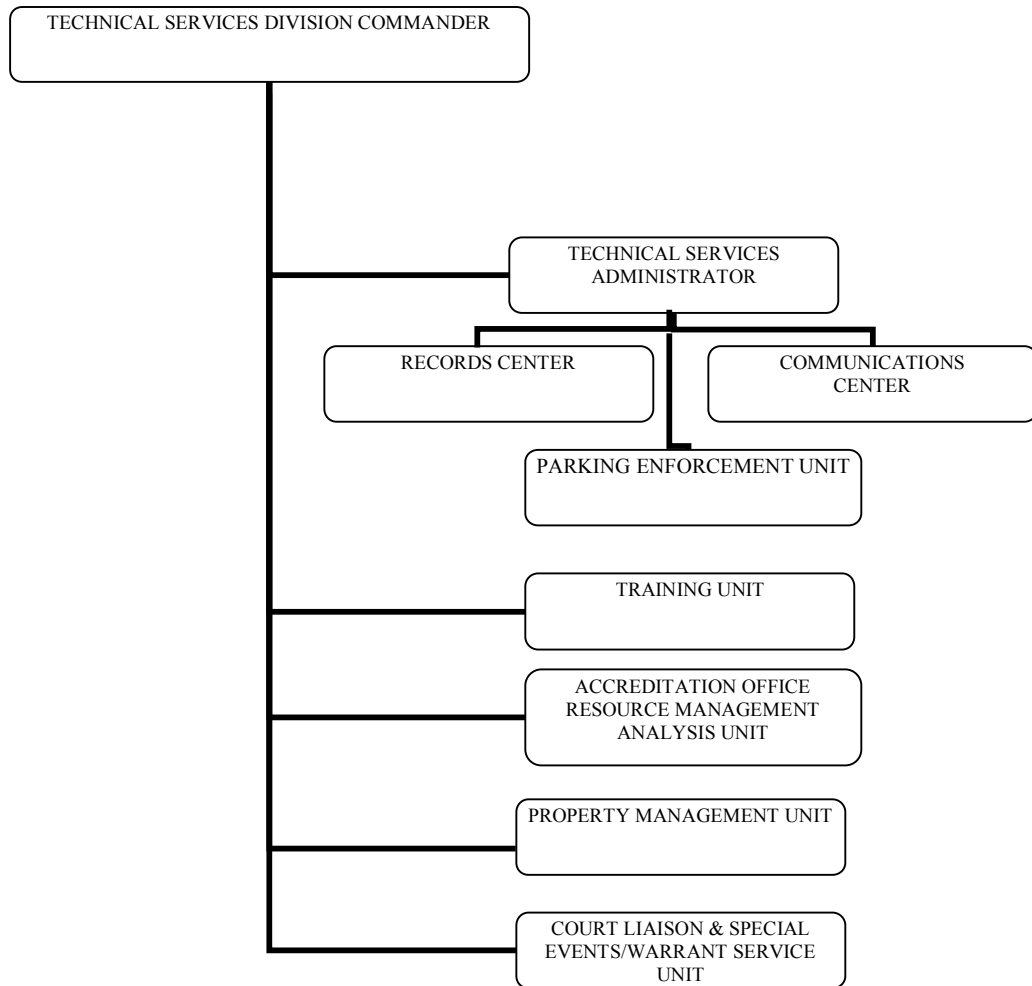 TECHNICAL SERVICES DIVISION COMMANDER
TECHNICAL SERVICES
ADMINISTRATOR
RECORDS CENTER
COMMUNICATIONS
CENTER
PARKING ENFORCEMENT UNIT
TRAINING UNIT
ACCREDITATION OFFICE
RESOURCE MANAGEMENT
ANALYSIS UNIT
PROPERTY MANAGEMENT UNIT
COURT LIAISON & SPECIAL
EVENTS/WARRANT SERVICE
UNIT